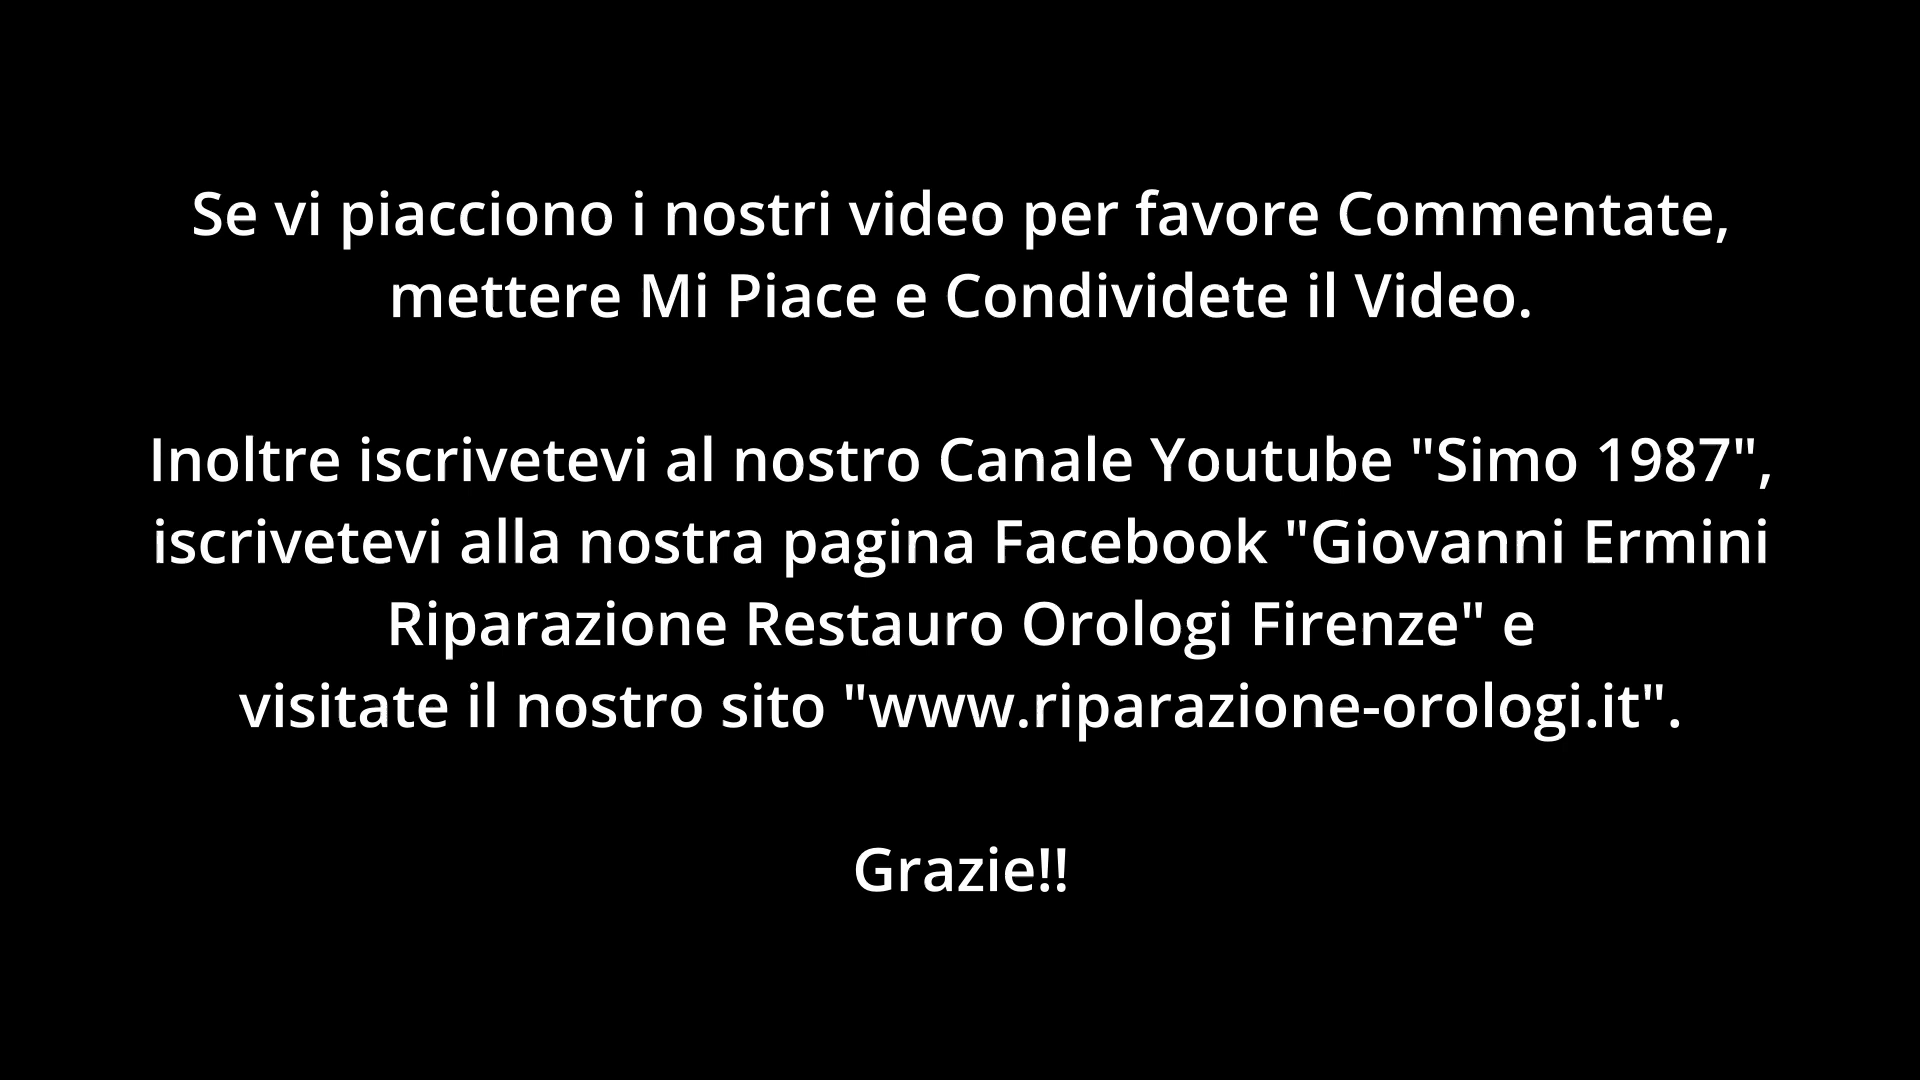 Se vi piacciono i nostri video per favore Commentate,
mettere Mi Piace e Condividete il Video.
Inoltre iscrivetevi al nostro Canale Youtube "Simo 1987",
iscrivetevi alla nostra pagina Facebook "Giovanni Ermini
Riparazione Restauro Orologi Firenze" e
visitate il nostro sito "www.riparazione-orologi.it".
Grazie!!